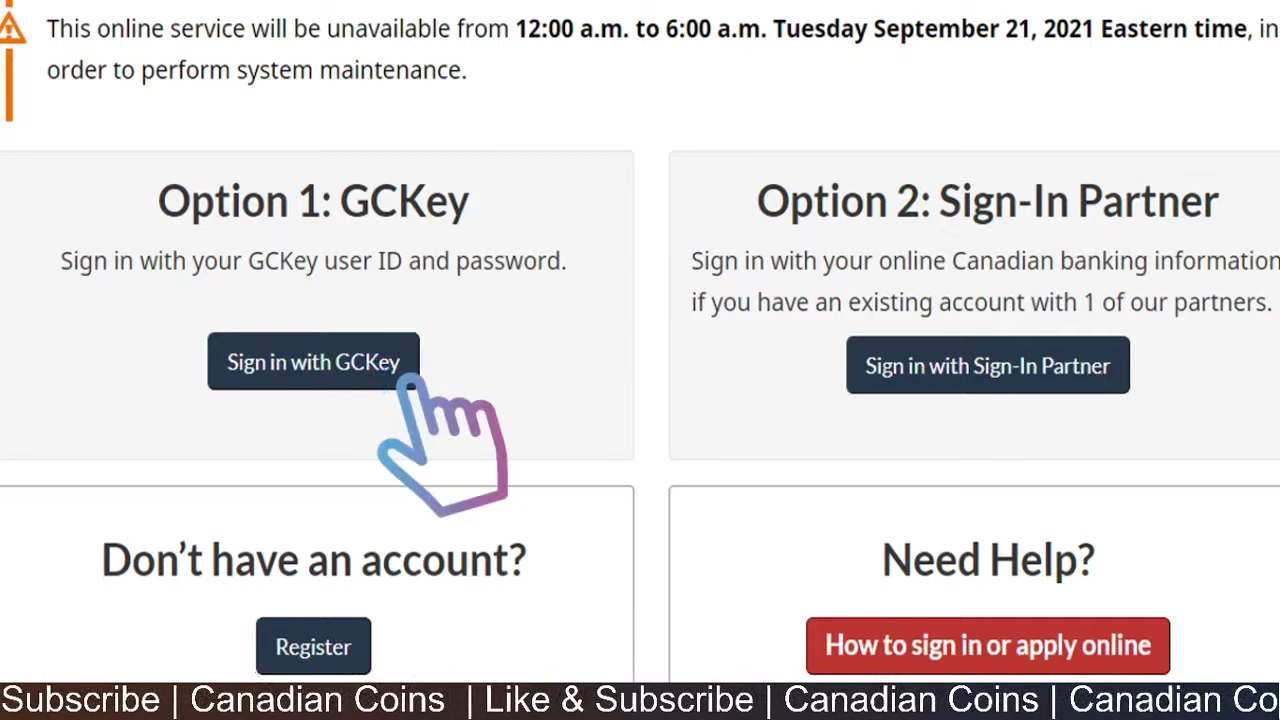 This online service will be unavailable from 12:00 a.m. to 6:00 a.m. Tuesday September 21, 2021 Eastern time, in
order to perform system maintenance.
Option 1: GCKey
Sign in with your GCKey user ID and password.
Sign in with GCKey
Option 2: Sign-In Partner
Sign in with your online Canadian banking information
if you have an existing account with 1 of our partners.
Sign in with Sign-In Partner
Don’t have an account?
Register
Need Help?
How to sign in or apply online
Subscribe | Canadian Coins | Like & Subscribe | Canadian Coins | Canadian Co